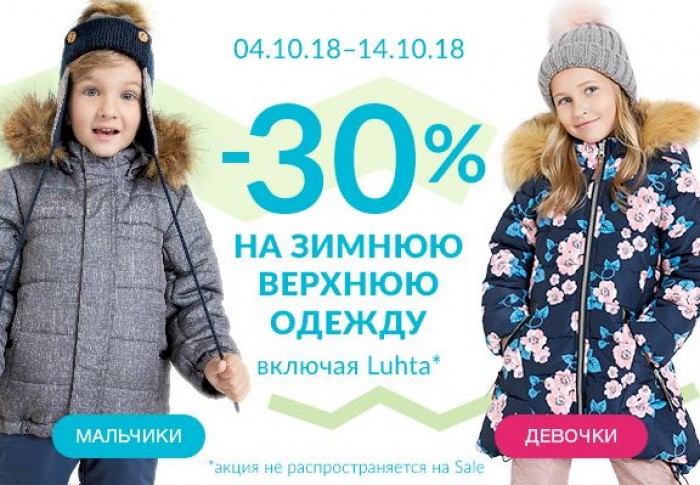 04.10.18–14.10.18
-30%
НА ЗИМНЮЮ
ВЕРХНЮЮ
ОДЕЖДУ
включая Luhta*
МАЛЬЧИКИ
ДЕВОЧКИ
*акция не распространяется на Sale